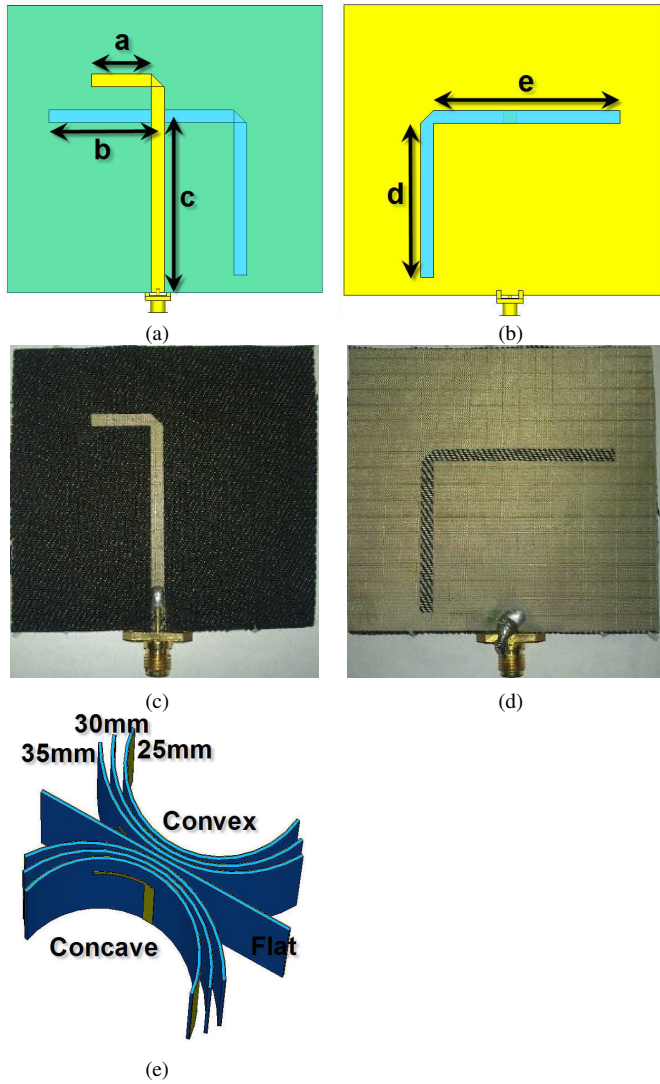 a
b
c
e
d
(a)
(b)
(c)
(d)
30mm
35mm
25mm
Convex
Concave
Flat
(e)